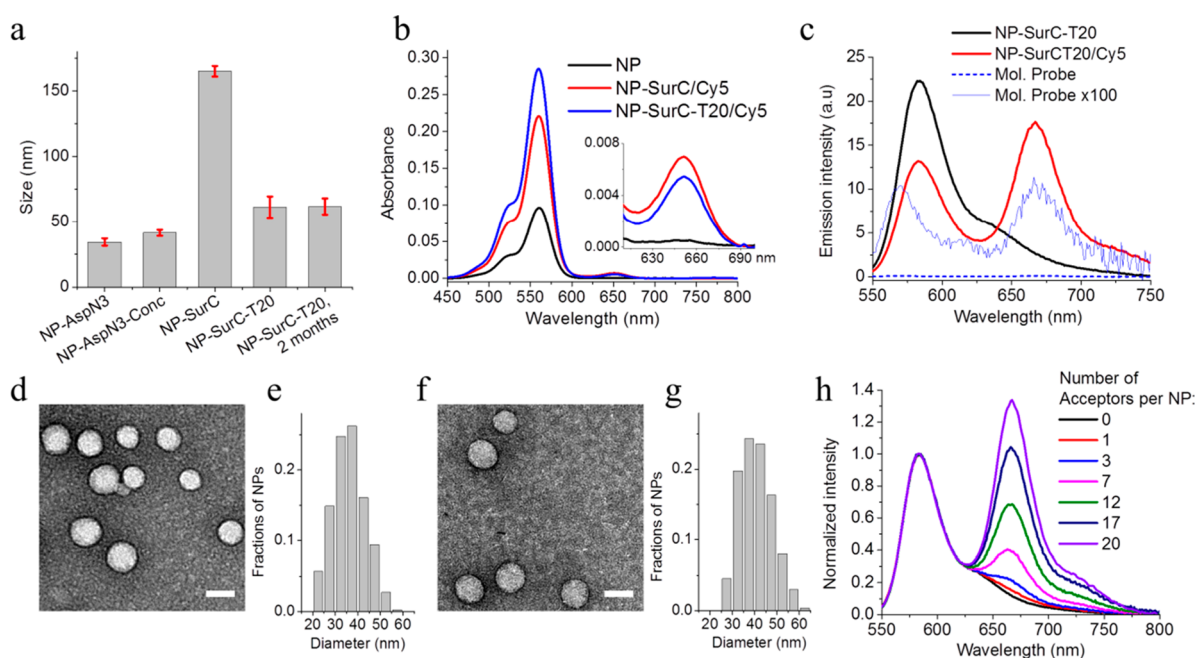 a
Size (nm)
150
100
50
0
NP-AspN3
NP-AspN3-Conc
NP-SurC
NP-SurC-T20
NP-SurC-T20,
2 months
b
Absorbance
0.30
0.25
0.20
0.15
0.10
0.05
0.00
NP
NP-SurC/Cy5
NP-SurC-T20/Cy5
0.008
0.004
0.000
630 660 690 nm
450 500 550 600 650 700 750 800
Wavelength (nm)
c
NP-SurC-T20
NP-SurCT20/Cy5
Mol. Probe
Mol. Probe x100
Emission intensity (a.u)
25
20
15
10
5
0
550 600 650 700 750
Wavelength (nm)
d
e
Fractions of NPs
0.2
0.1
0.0
20 30 40 50 60
Diameter (nm)
f
g
Fractions of NPs
0.2
0.1
0.0
20 30 40 50 60
Diameter (nm)
h
Number of
Acceptors per NP:
0
1
3
7
12
17
20
Normalized intensity
1.4
1.2
1.0
0.8
0.6
0.4
0.2
0.0
550 600 650 700 750 800
Wavelength (nm)